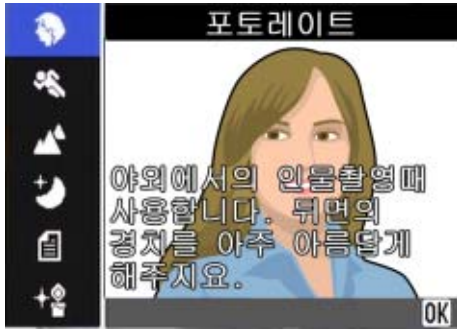 포토레이트
야외에서의 인물촬영때
사용합니다. 뒤면의
경치를 아주 아름답게
해주지요.
OK